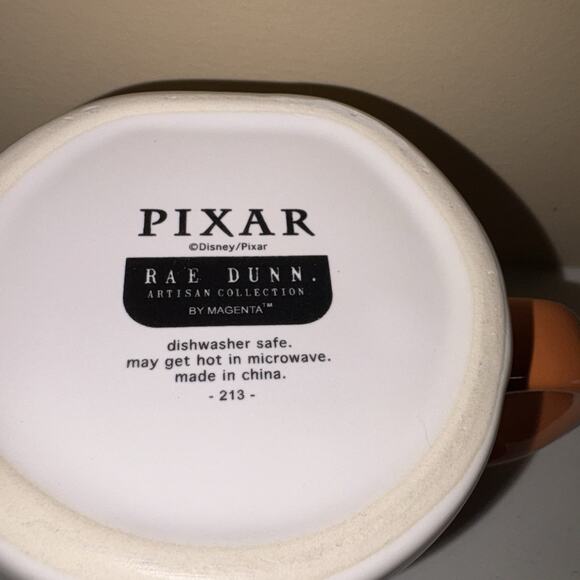 PIXAR
©Disney/Pixar
RAE DUNN.
ARTISAN COLLECTION
BY MAGENTA™
dishwasher safe.
may get hot in microwave.
made in china.
- 213 -